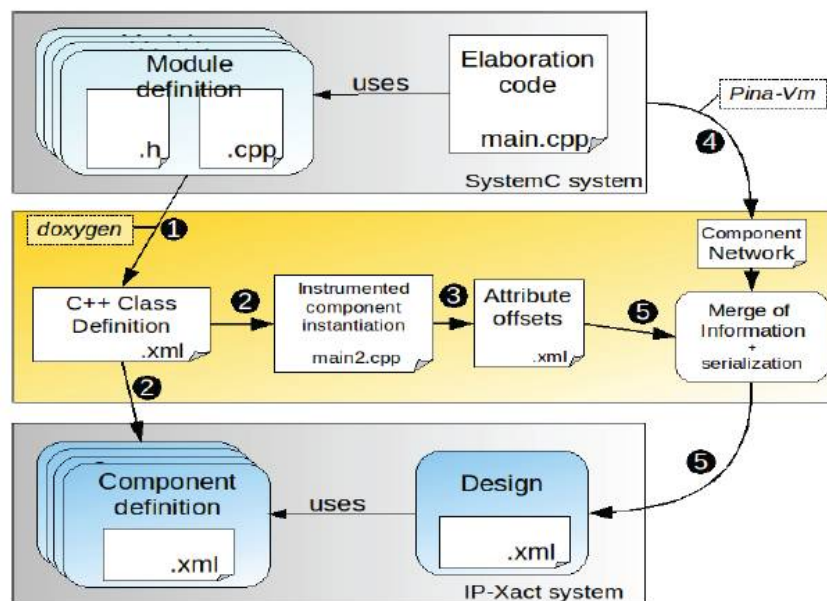 Module
definition
.h
.cpp
uses
Elaboration
code
main.cpp
SystemC system
Pina-Vm
4
doxygen
1
Component
Network
C++ Class
Definition
.xml
2
Instrumented
component
instantiation
main2.cpp
3
Attribute
offsets
.xml
5
Merge of
Information
+
serialization
2
Component
definition
.xml
uses
Design
.xml
5
IP-Xact system